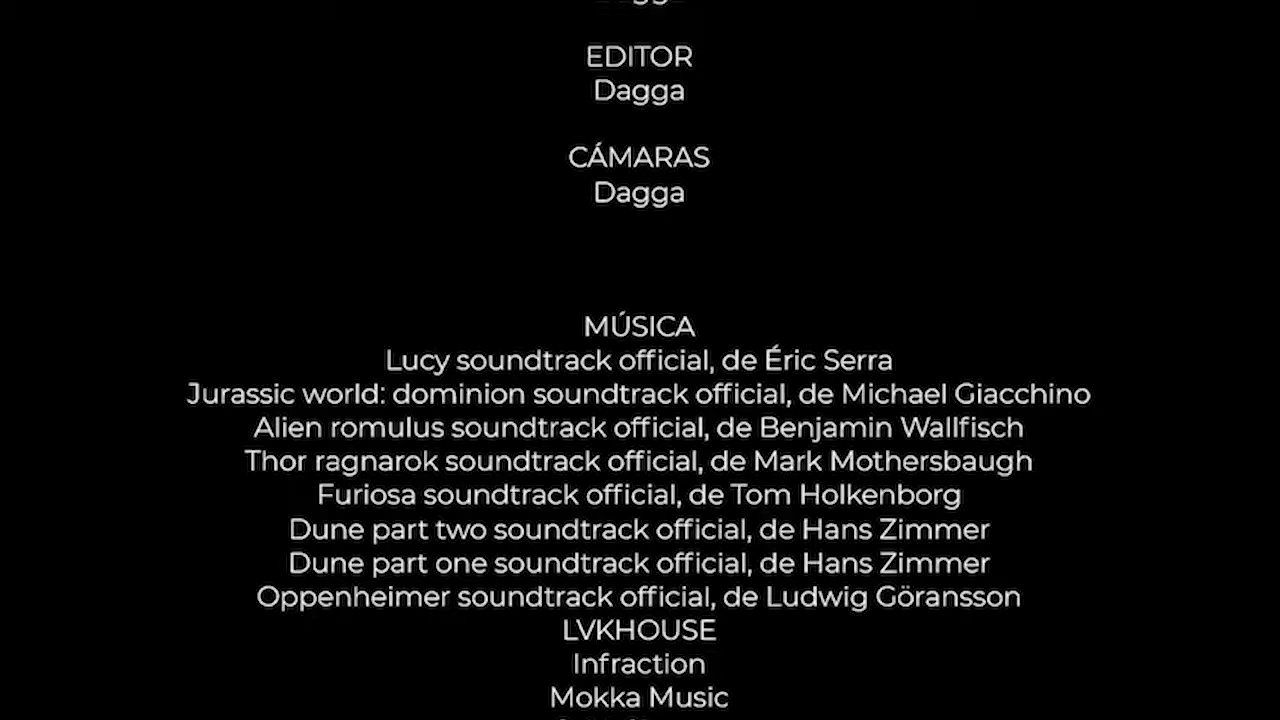 EDITOR
Dagga
CÁMARAS
Dagga
MÚSICA
Lucy soundtrack official, de Éric Serra
Jurassic world: dominion soundtrack official, de Michael Giacchino
Alien romulus soundtrack official, de Benjamin Wallfisch
Thor ragnarok soundtrack official, de Mark Mothersbaugh
Furiosa soundtrack official, de Tom Holkenborg
Dune part two soundtrack official, de Hans Zimmer
Dune part one soundtrack official, de Hans Zimmer
Oppenheimer soundtrack official, de Ludwig Göransson
LVKHOUSE
Infraction
Mokka Music